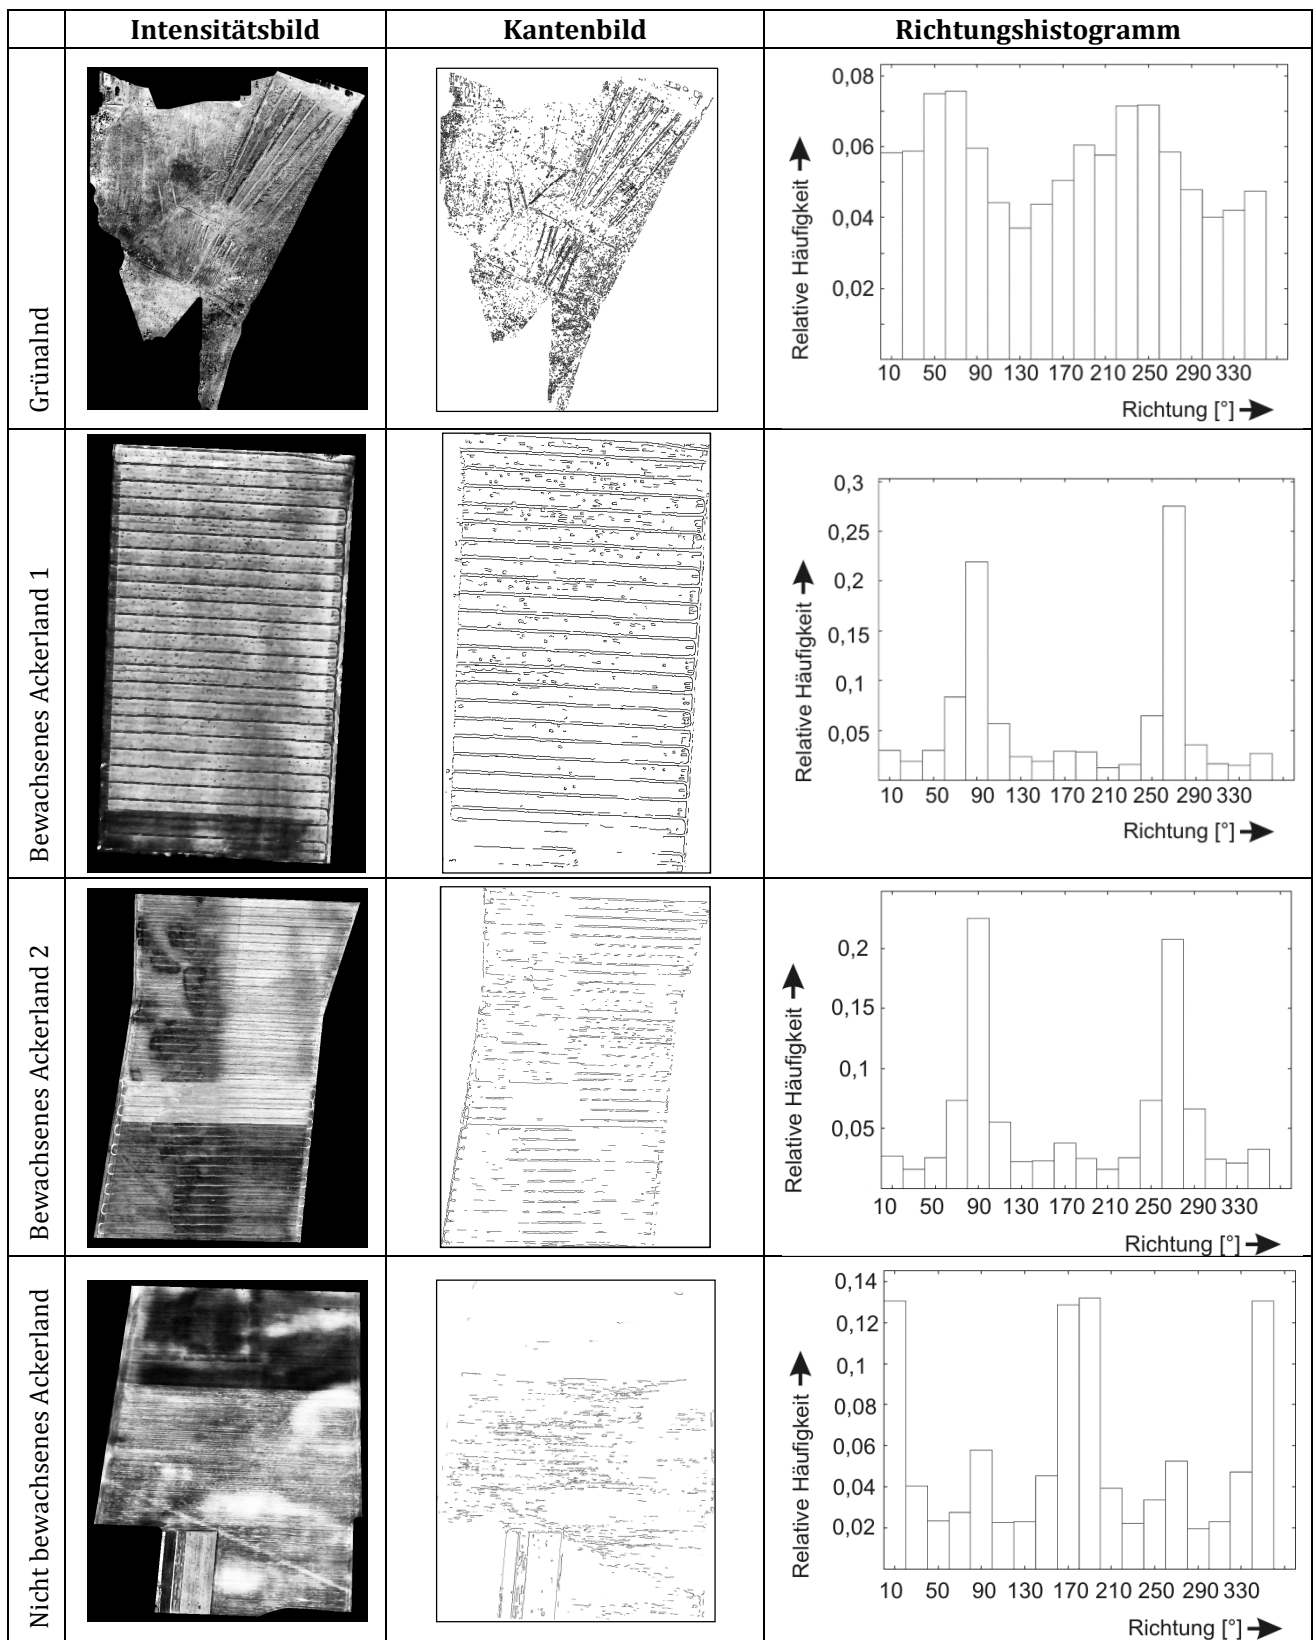 Intensitätsbild Kantenbild Richtungshistogramm
Grünalnd
0,08
0,06
0,04
0,02
Relative Häufigkeit
10 50 90 130 170 210 250 290 330
Richtung [°]
Bewachsenes Ackerland 1
0,3
0,25
0,2
0,15
0,1
0,05
Relative Häufigkeit
10 50 90 130 170 210 250 290 330
Richtung [°]
Bewachsenes Ackerland 2
0,2
0,15
0,1
0,05
Relative Häufigkeit
10 50 90 130 170 210 250 290 330
Richtung [°]
Nicht bewachsenes Ackerland
0,14
0,12
0,1
0,08
0,06
0,04
0,02
Relative Häufigkeit
10 50 90 130 170 210 250 290 330
Richtung [°]